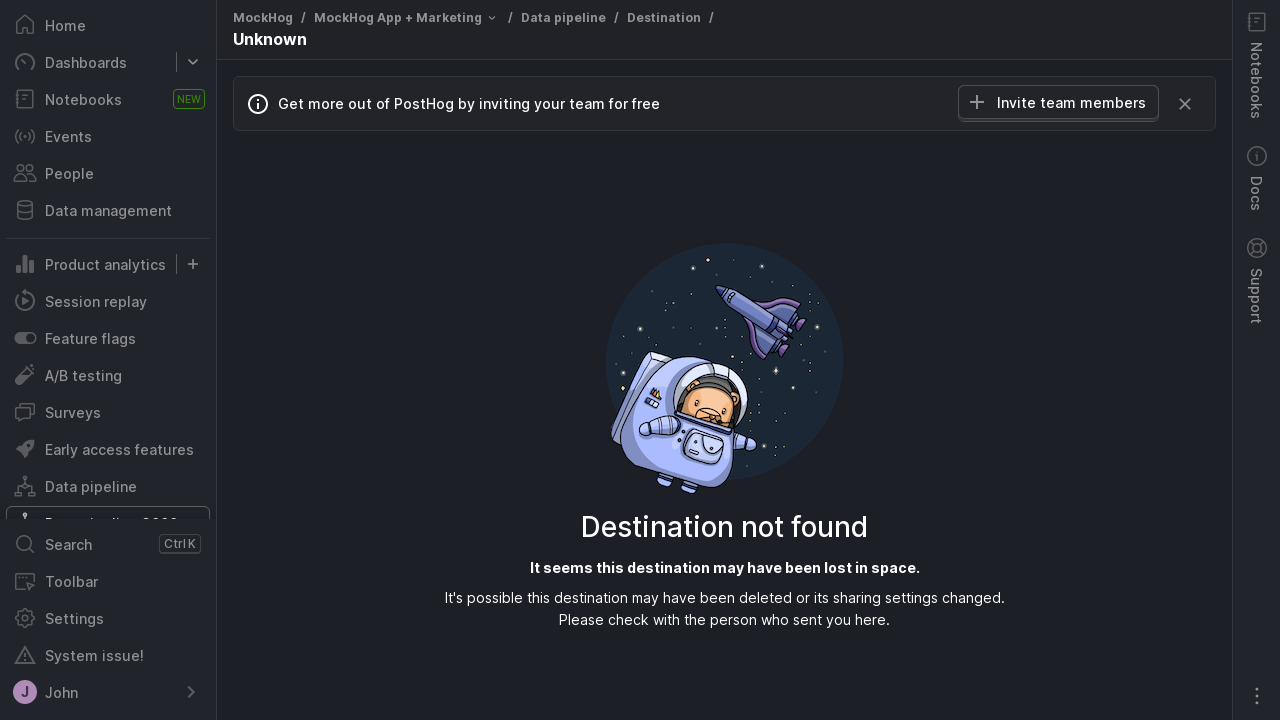 MockHog / MockHog App + Marketing / Data pipeline / Destination /
Unknown
Home
Dashboards
Notebooks NEW
Events
People
Data management
Product analytics
Session replay
Feature flags
A/B testing
Surveys
Early access features
Data pipeline
Search Ctrl K
Toolbar
Settings
System issue!
J John
Get more out of PostHog by inviting your team for free
Invite team members
Destination not found
It seems this destination may have been lost in space.
It's possible this destination may have been deleted or its sharing settings changed.
Please check with the person who sent you here.
Notebooks
Docs
Support